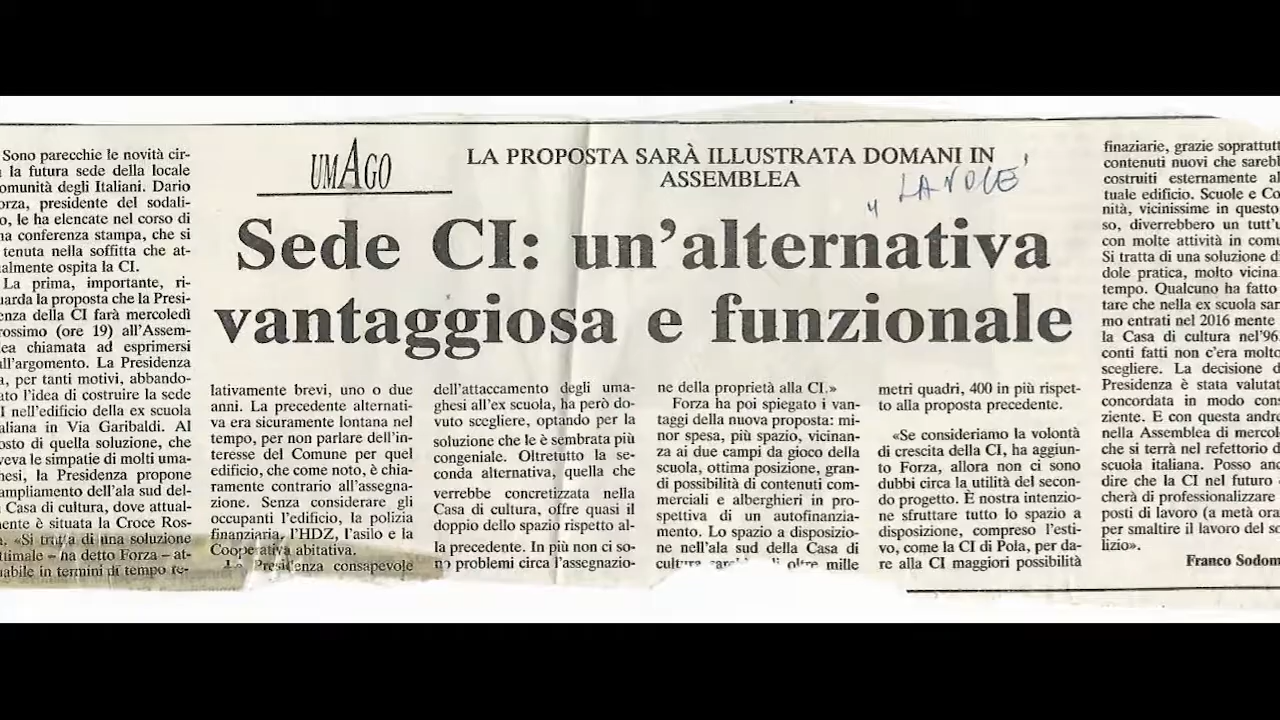 UMAGO
LA PROPOSTA SARÀ ILLUSTRATA DOMANI IN
ASSEMBLEA
Sede CI: un'alternativa
vantaggiosa e funzionale
Sono parecchie le novità cir-
la futura sede della locale
omunità degli Italiani. Dario
orza, presidente del sodali-
o, le ha elencate nel corso di
na conferenza stampa, che si
tenuta nella soffitta che at-
almente ospita la CI.
La prima, importante, ri-
uarda la proposta che la Presi-
enza della CI farà mercoledì
rossimo (ore 19) all'Assem-
ea chiamata ad esprimersi
ull'argomento. La Presidenza
a, per tanti motivi, abbando-
ato l'idea di costruire la sede
I nell'edificio della ex scuola
aliana in Via Garibaldi. Al
osto di quella soluzione, che
veva le simpatie di molti uma-
hesi, la Presidenza propone
ampliamento dell'ala sud del-
Casa di cultura, dove attual-
ente è situata la Croce Ros-
a. «Si tratta di una soluzione
ttimale – ha detto Forza – at-
uabile in termini di tempo re-
lativamente brevi, uno o due
anni. La precedente alternati-
va era sicuramente lontana nel
tempo, per non parlare dell'in-
teresse del Comune per quel
edificio, che come noto, è chia-
ramente contrario all'assegna-
zione. Senza considerare gli
occupanti l'edificio, la polizia
finanziaria, l'HDZ, l'asilo e la
Cooperativa abitativa.
La Presidenza consapevole
dell'attaccamento degli uma-
ghesi all'ex scuola, ha però do-
vuto scegliere, optando per la
soluzione che le è sembrata più
congeniale. Oltretutto la se-
conda alternativa, quella che
verrebbe concretizzata nella
Casa di cultura, offre quasi il
doppio dello spazio rispetto al-
la precedente. In più non ci so-
no problemi circa l'assegnazio-
ne della proprietà alla CI.»
Forza ha poi spiegato i van-
taggi della nuova proposta: mi-
nor spesa, più spazio, vicinan-
za ai due campi da gioco della
scuola, ottima posizione, gran-
di possibilità di contenuti com-
merciali e alberghieri in pro-
spettiva di un autofinanzia-
mento. Lo spazio a disposizio-
ne nell'ala sud della Casa di
cultura oltre mille
metri quadri, 400 in più rispet-
to alla proposta precedente.
«Se consideriamo la volontà
di crescita della CI, ha aggiun-
to Forza, allora non ci sono
dubbi circa la utilità del secon-
do progetto. È nostra intenzio-
ne sfruttare tutto lo spazio a
disposizione, compreso l'esti-
vo, come la CI di Pola, per da-
re alla CI maggiori possibilità
finaziarie, grazie soprattutt
contenuti nuovi che sareb
costruiti esternamente al
tuale edificio. Scuole e Co
nità, vicinissime in questo
so, diverrebbero un tutt'u
con molte attività in comu
Si tratta di una soluzione di
dole pratica, molto vicina
tempo. Qualcuno ha fatto
tare che nella ex scuola sar
mo entrati nel 2016 mente
la Casa di cultura nel'96.
conti fatti non c'era molto
scegliere. La decisione d
Presidenza è stata valutat
concordata in modo cons
ziente. E con questa andre
nella Assemblea di mercol
che si terrà nel refettorio d
scuola italiana. Posso and
dire che la CI nel futuro
cherà di professionalizzare
posti di lavoro (a metà ora
per smaltire il lavoro del so
lizio».
Franco Sodom